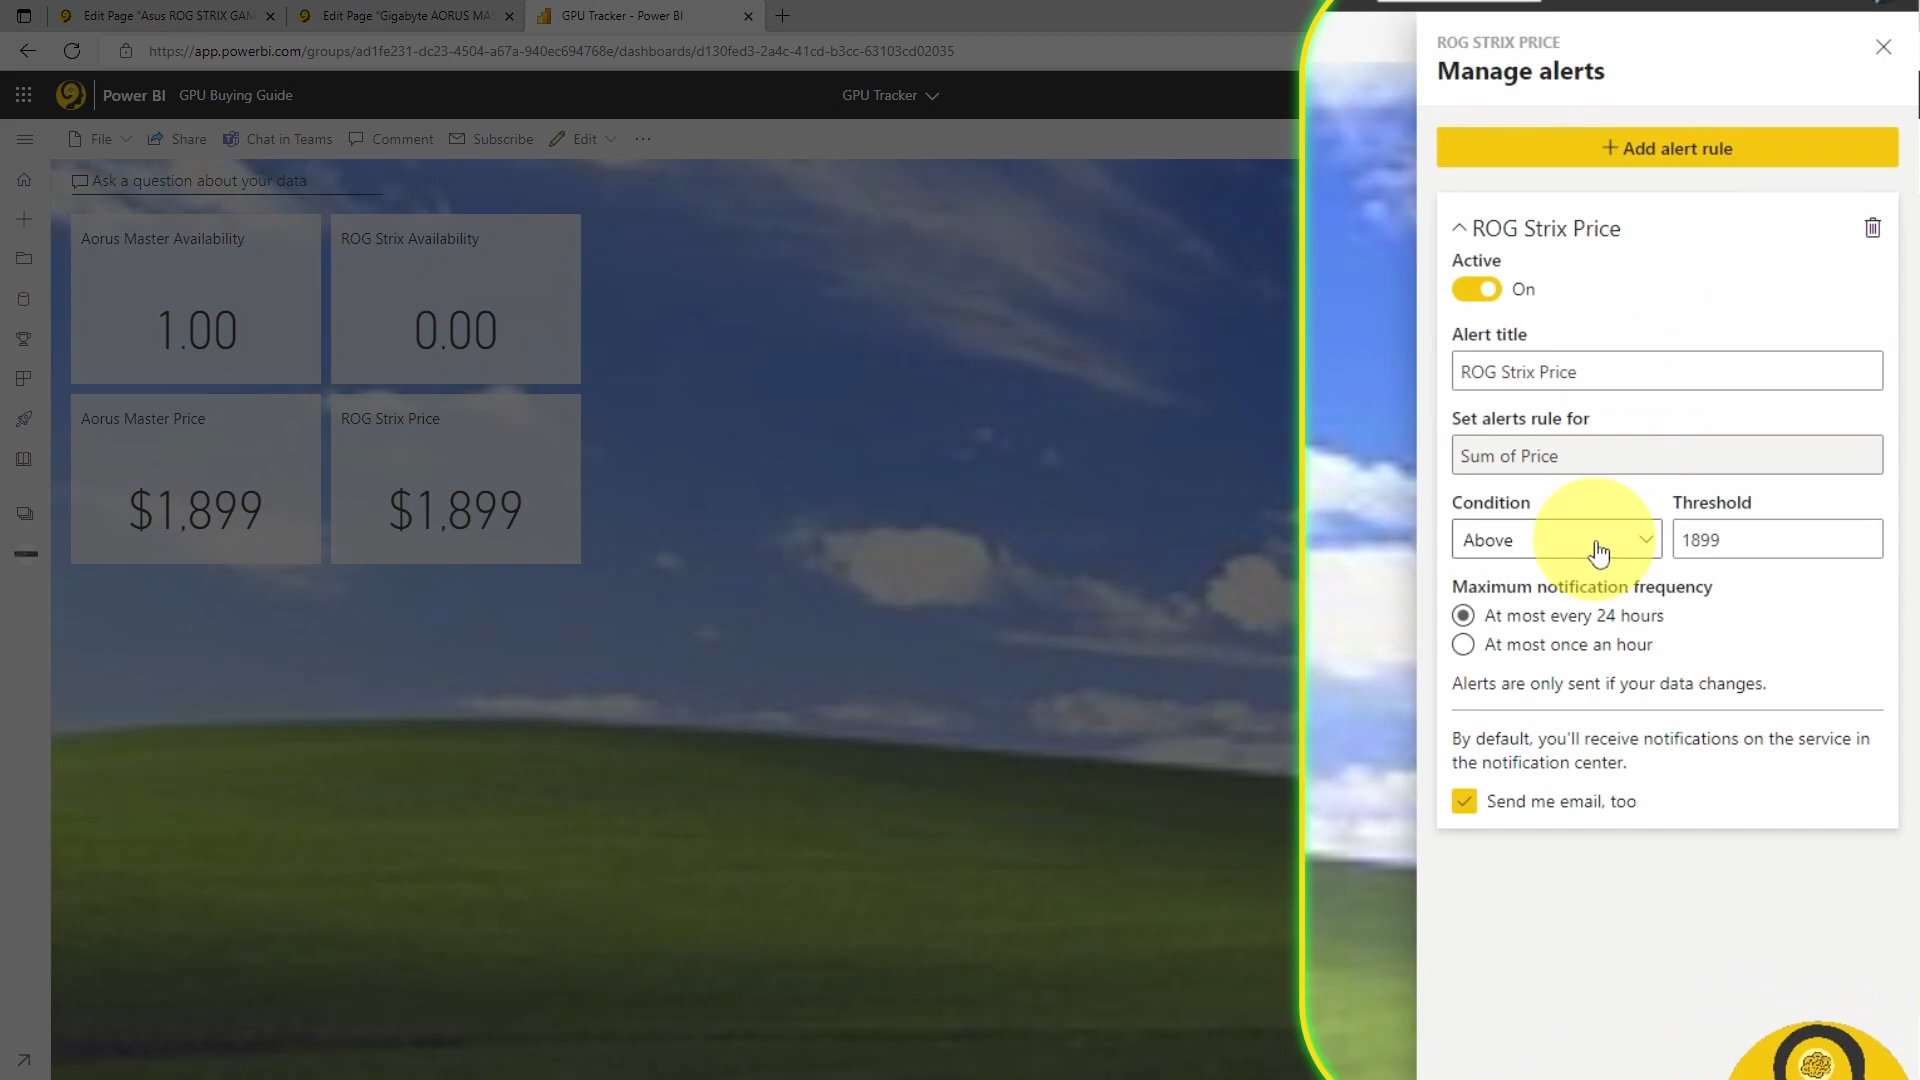 Edit Page "Asus ROG STRIX GAM
Edit Page "Gigabyte AORUS MAS
GPU Tracker - Power BI
https://app.powerbi.com/groups/ad1fe231-dc23-4504-a67a-940ec694768e/dashboards/d130fed3-2a4c-41cd-b3cc-63103cd02035
Power BI GPU Buying Guide
GPU Tracker
File Share Chat in Teams Comment Subscribe Edit ...
Ask a question about your data
Aorus Master Availability
1.00
ROG Strix Availability
0.00
Aorus Master Price
$1,899
ROG Strix Price
$1,899
ROG STRIX PRICE
Manage alerts
+ Add alert rule
ROG Strix Price
Active
On
Alert title
ROG Strix Price
Set alerts rule for
Sum of Price
Condition
Above
Threshold
1899
Maximum notification frequency
At most every 24 hours
At most once an hour
Alerts are only sent if your data changes.
By default, you'll receive notifications on the service in
the notification center.
Send me email, too